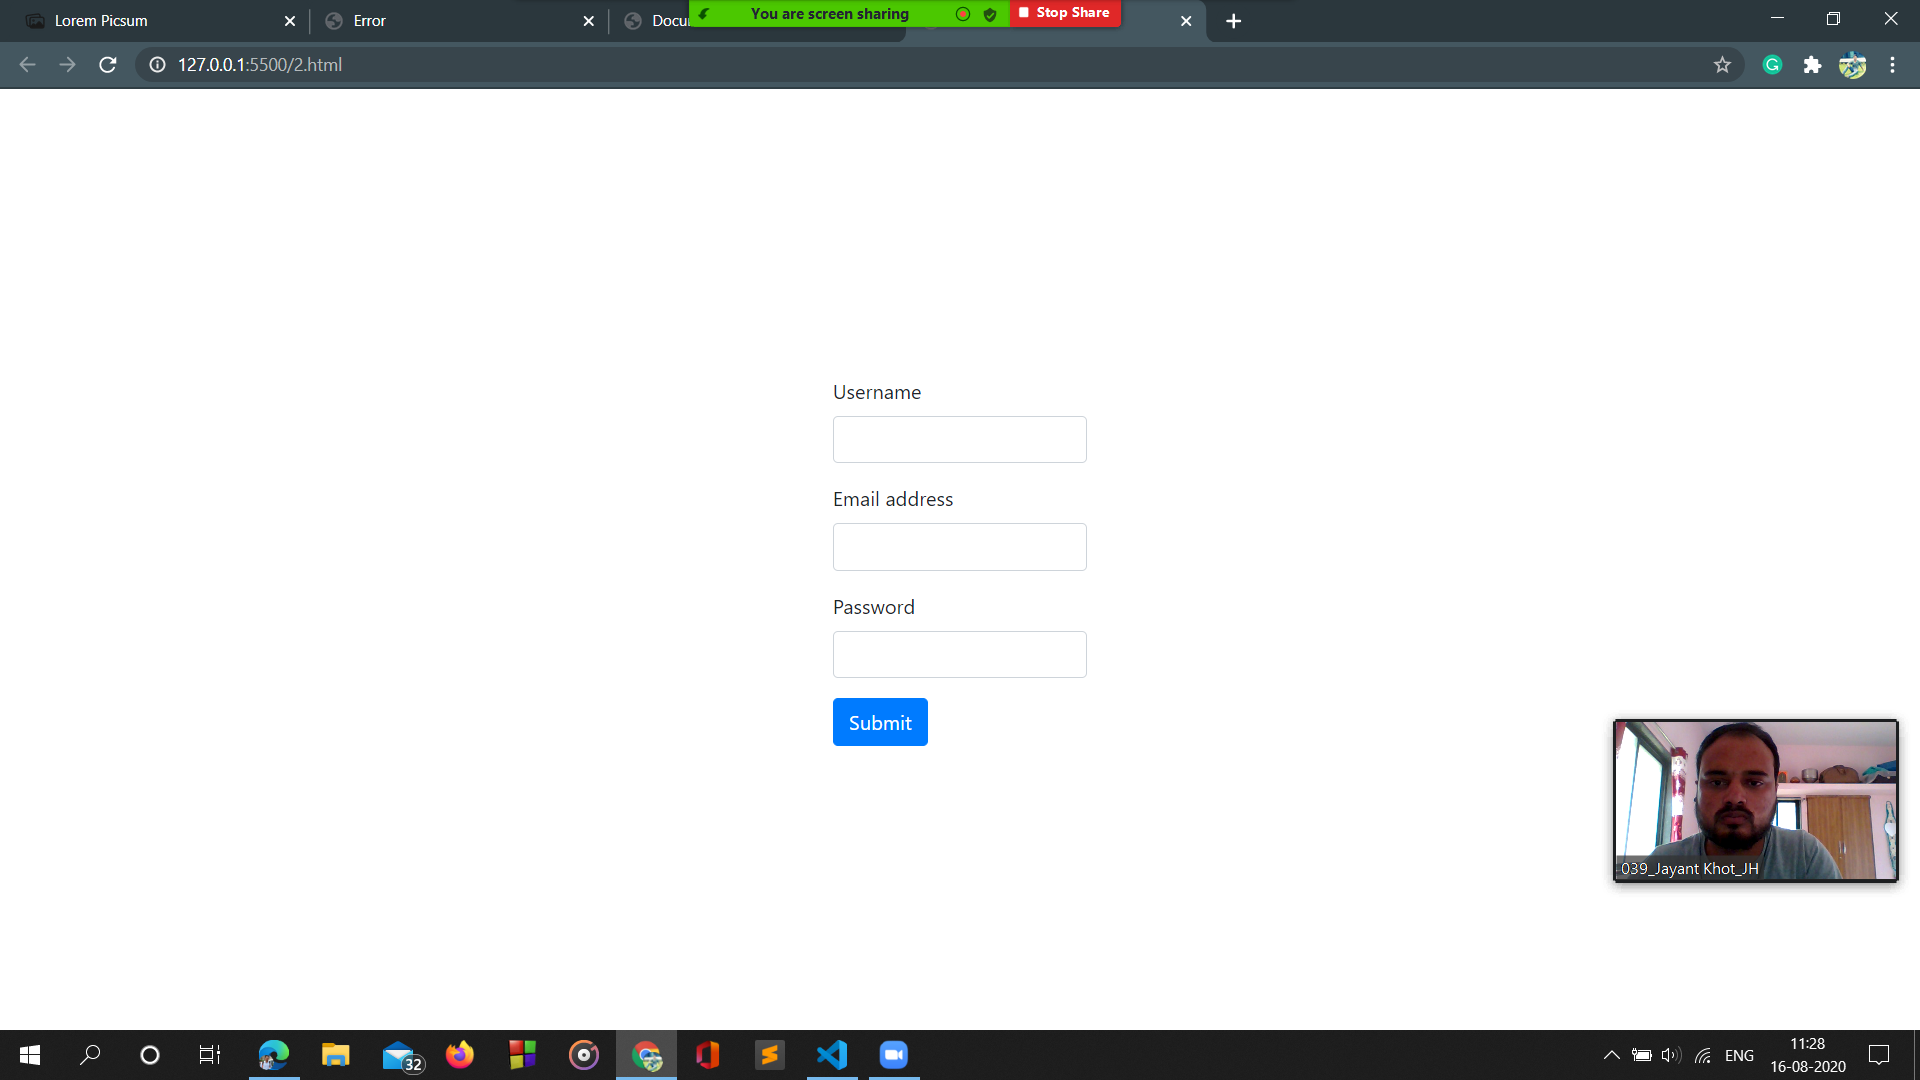 Lorem Picsum
Error
You are screen sharing
Stop Share
127.0.0.1:5500/2.html
Username
Email address
Password
Submit
039_Jayant Khot_JH
32
ENG
11:28
16-08-2020